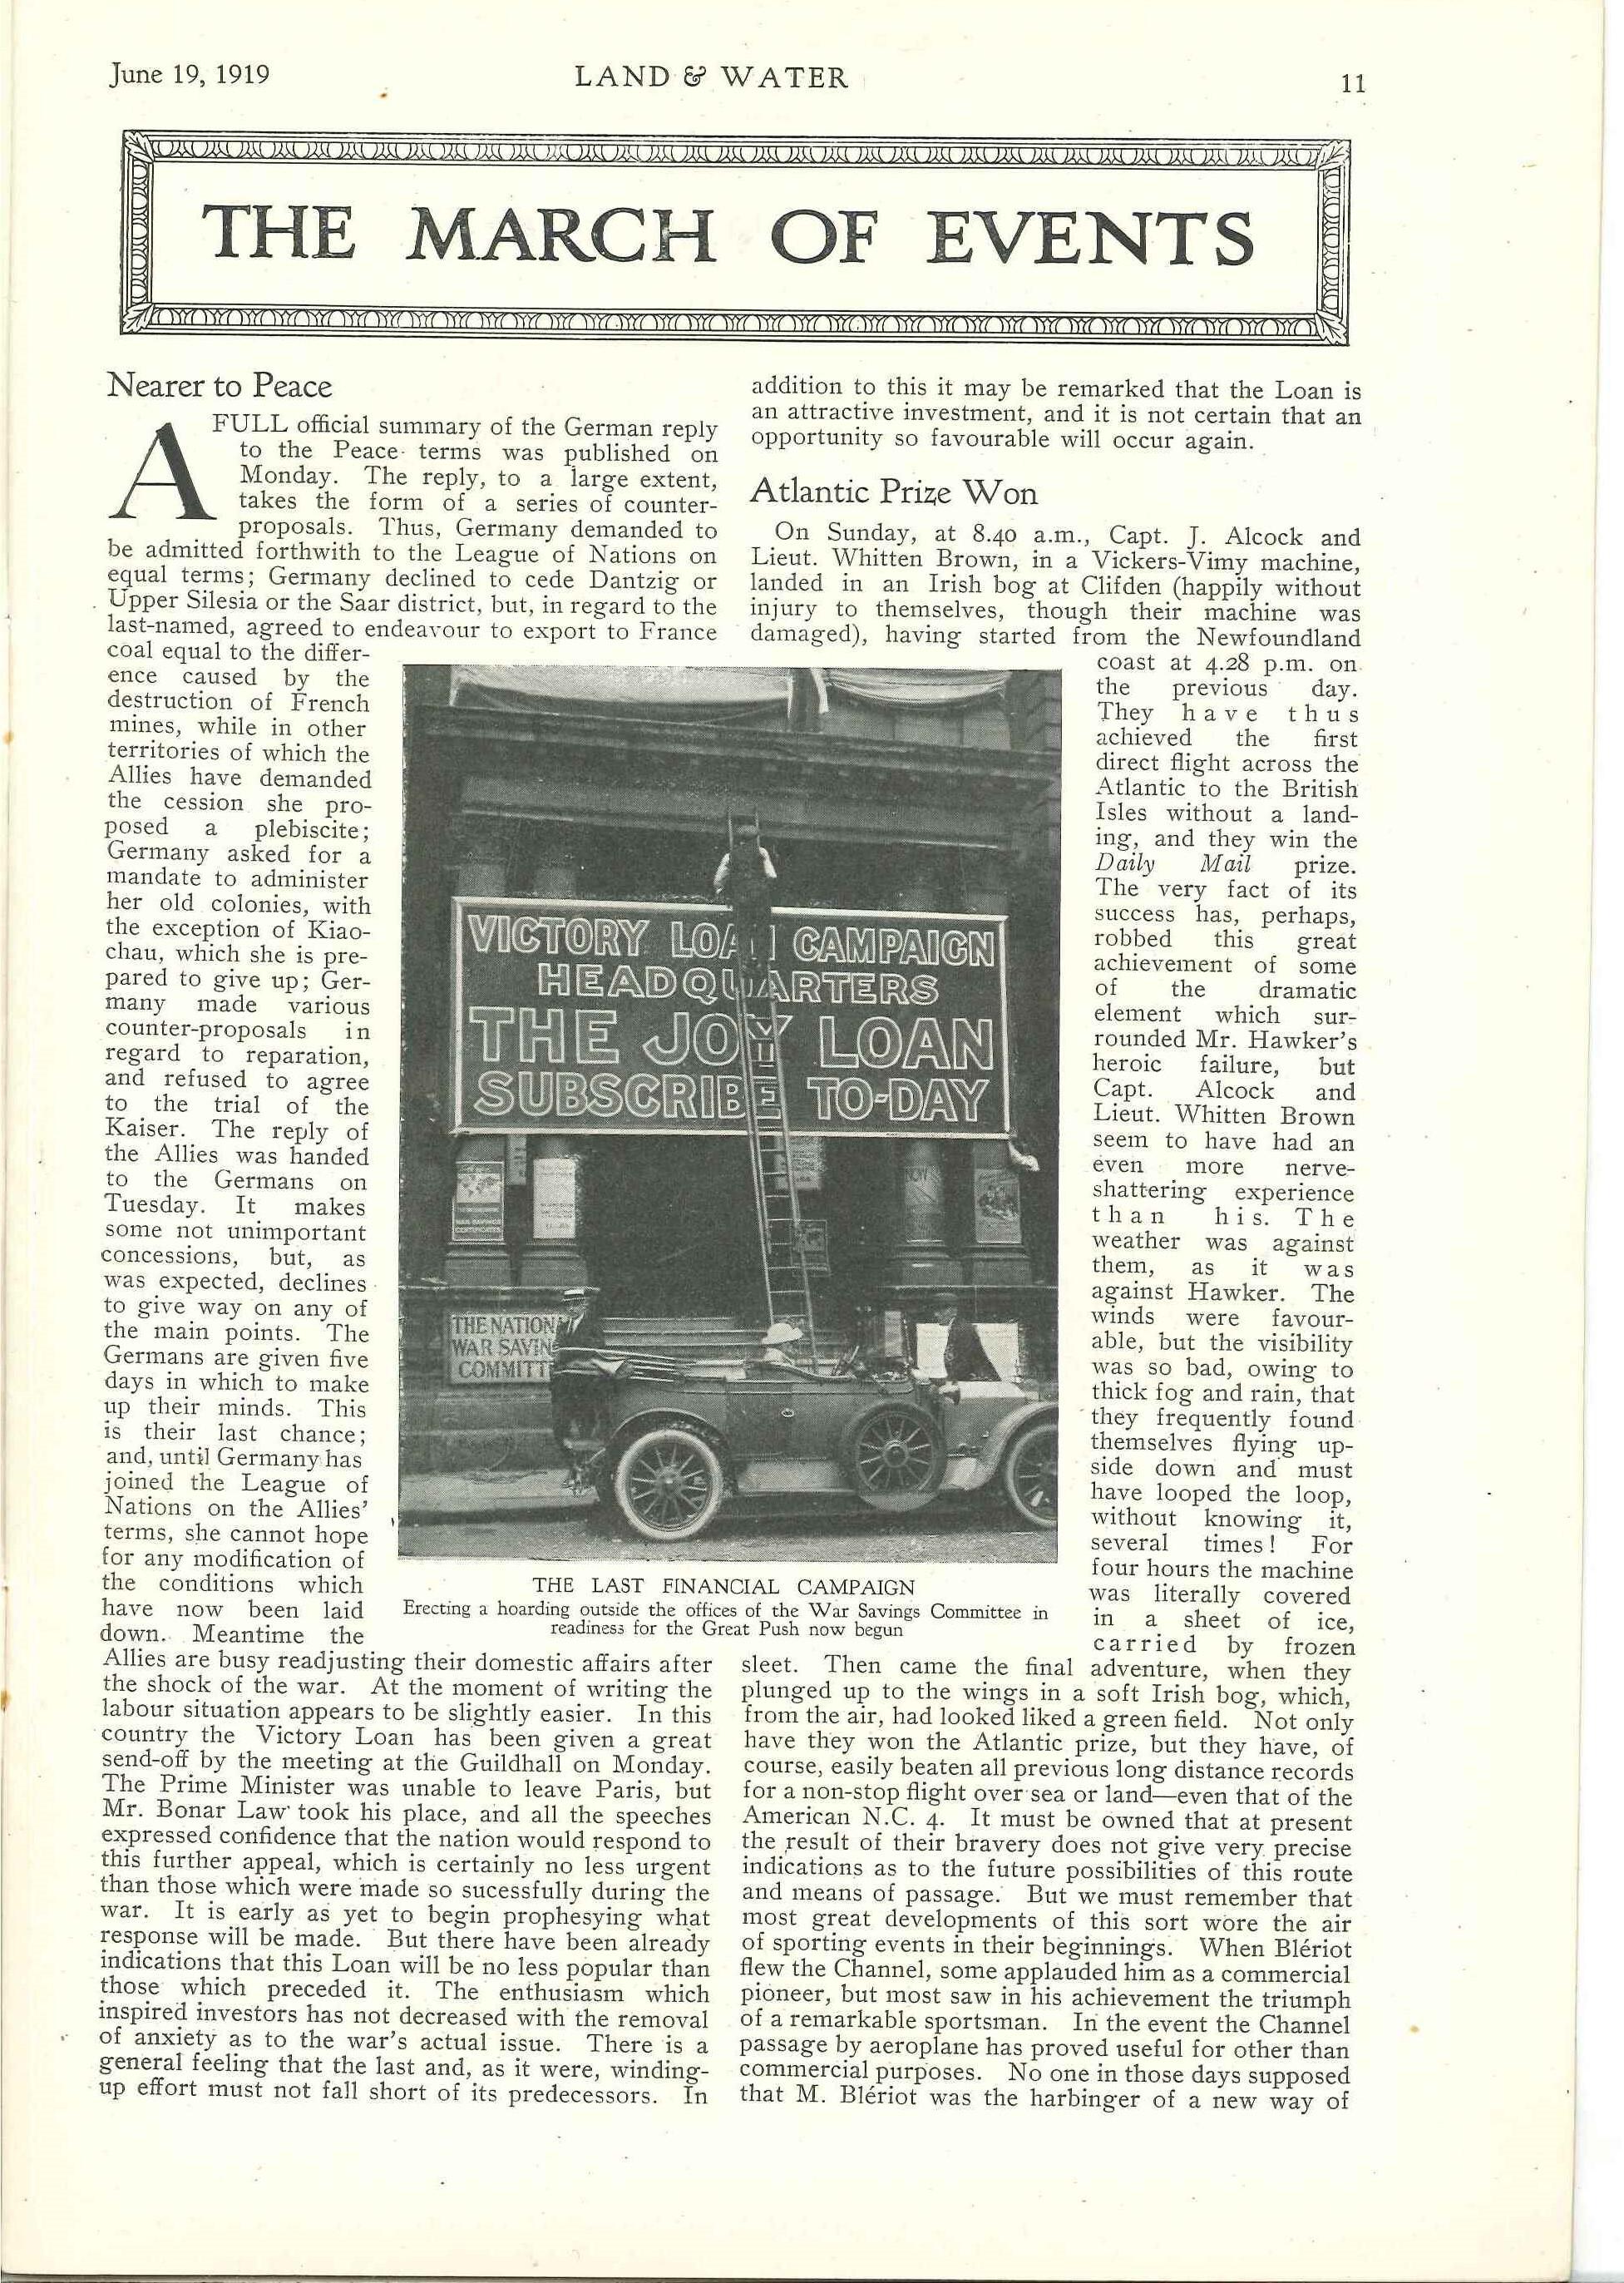 June 19, 1919
LAND & WATER
11
THE MARCH OF EVENTS
Nearer to Peace
A FULL official summary of the German reply
to the Peace terms was published on
Monday. The reply, to a large extent,
takes the form of a series of counter-
proposals. Thus, Germany demanded to
be admitted forthwith to the League of Nations on
equal terms; Germany declined to cede Dantzig or
Upper Silesia or the Saar district, but, in regard to the
last-named, agreed to endeavour to export to France
coal equal to the differ-
ence caused by the
destruction of French
mines, while in other
territories of which the
Allies have demanded
the cession she pro-
posed a plebiscite;
Germany asked for a
mandate to administer
her old colonies, with
the exception of Kiao-
chau, which she is pre-
pared to give up; Ger-
many made various
counter-proposals in
regard to reparation,
and refused to agree
to the trial of the
Kaiser. The reply of
the Allies was handed
to the Germans on
Tuesday. It makes
some not unimportant
concessions, but, as
was expected, declines
to give way on any of
the main points. The
Germans are given five
days in which to make
up their minds. This
is their last chance;
and, until Germany has
joined the League of
Nations on the Allies'
terms, she cannot hope
for any modification of
the conditions which
have now been laid
down. Meantime the
Allies are busy readjusting their domestic affairs after
the shock of the war. At the moment of writing the
labour situation appears to be slightly easier. In this
country the Victory Loan has been given a great
send-off by the meeting at the Guildhall on Monday.
The Prime Minister was unable to leave Paris, but
Mr. Bonar Law took his place, and all the speeches
expressed confidence that the nation would respond to
this further appeal, which is certainly no less urgent
than those which were made so sucessfully during the
war. It is early as yet to begin prophesying what
response will be made. But there have been already
indications that this Loan will be no less popular than
those which preceded it. The enthusiasm which
inspired investors has not decreased with the removal
of anxiety as to the war's actual issue. There is a
general feeling that the last and, as it were, winding-
up effort must not fall short of its predecessors. In
VICTORY LOAN CAMPAIGN
HEADQUARTERS
THE JOY LOAN
SUBSCRIBE TO-DAY
THE NATION
WAR SAVIN
COMMITT
THE LAST FINANCIAL CAMPAIGN
Erecting a hoarding outside the offices of the War Savings Committee in
readiness for the Great Push now begun
addition to this it may be remarked that the Loan is
an attractive investment, and it is not certain that an
opportunity so favourable will occur again.
Atlantic Prize Won
On Sunday, at 8.40 a.m., Capt. J. Alcock and
Lieut. Whitten Brown, in a Vickers-Vimy machine,
landed in an Irish bog at Clifden (happily without
injury to themselves, though their machine was
damaged), having started from the Newfoundland
coast at 4.28 p.m. on
the previous day.
They have thus
achieved the first
direct flight across the
Atlantic to the British
Isles without a land-
ing, and they win the
Daily Mail prize.
The very fact of its
success has, perhaps,
robbed this great
achievement of some
of the dramatic
element which sur-
rounded Mr. Hawker's
heroic failure, but
Capt. Alcock and
Lieut. Whitten Brown
seem to have had an
even more nerve-
shattering experience
than his. The
weather was against
them, as it was
against Hawker. The
winds were favour-
able, but the visibility
was so bad, owing to
thick fog and rain, that
they frequently found
themselves flying up-
side down and must
have looped the loop,
without knowing it,
several times! For
four hours the machine
was literally covered
in a sheet of ice,
carried by frozen
sleet. Then came the final adventure, when they
plunged up to the wings in a soft Irish bog, which,
from the air, had looked liked a green field. Not only
have they won the Atlantic prize, but they have, of
course, easily beaten all previous long distance records
for a non-stop flight over sea or land—even that of the
American N.C. 4. It must be owned that at present
the result of their bravery does not give very precise
indications as to the future possibilities of this route
and means of passage. But we must remember that
most great developments of this sort wore the air
of sporting events in their beginnings. When Blériot
flew the Channel, some applauded him as a commercial
pioneer, but most saw in his achievement the triumph
of a remarkable sportsman. In the event the Channel
passage by aeroplane has proved useful for other than
commercial purposes. No one in those days supposed
that M. Blériot was the harbinger of a new way of